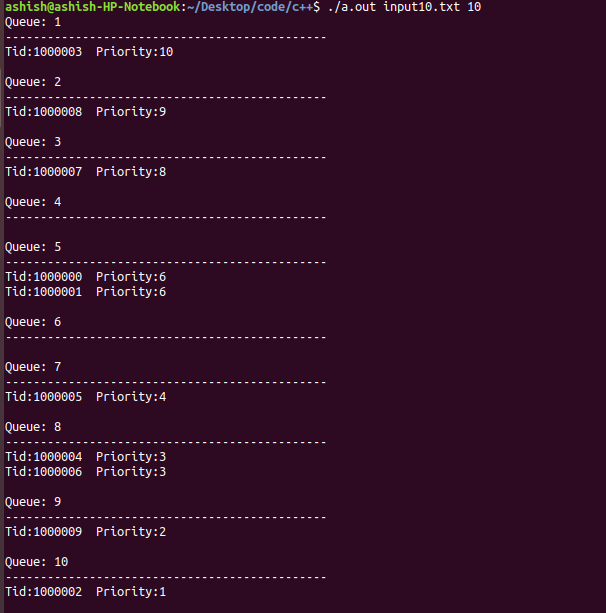 ashish@ashish-HP-Notebook:~/Desktop/code/c++$ ./a.out input10.txt 10
Queue: 1
-----------------------------------------------
Tid:1000003  Priority:10
Queue: 2
-----------------------------------------------
Tid:1000008  Priority:9
Queue: 3
-----------------------------------------------
Tid:1000007  Priority:8
Queue: 4
-----------------------------------------------
Queue: 5
-----------------------------------------------
Tid:1000000  Priority:6
Tid:1000001  Priority:6
Queue: 6
-----------------------------------------------
Queue: 7
-----------------------------------------------
Tid:1000005  Priority:4
Queue: 8
-----------------------------------------------
Tid:1000004  Priority:3
Tid:1000006  Priority:3
Queue: 9
-----------------------------------------------
Tid:1000009  Priority:2
Queue: 10
-----------------------------------------------
Tid:1000002  Priority:1